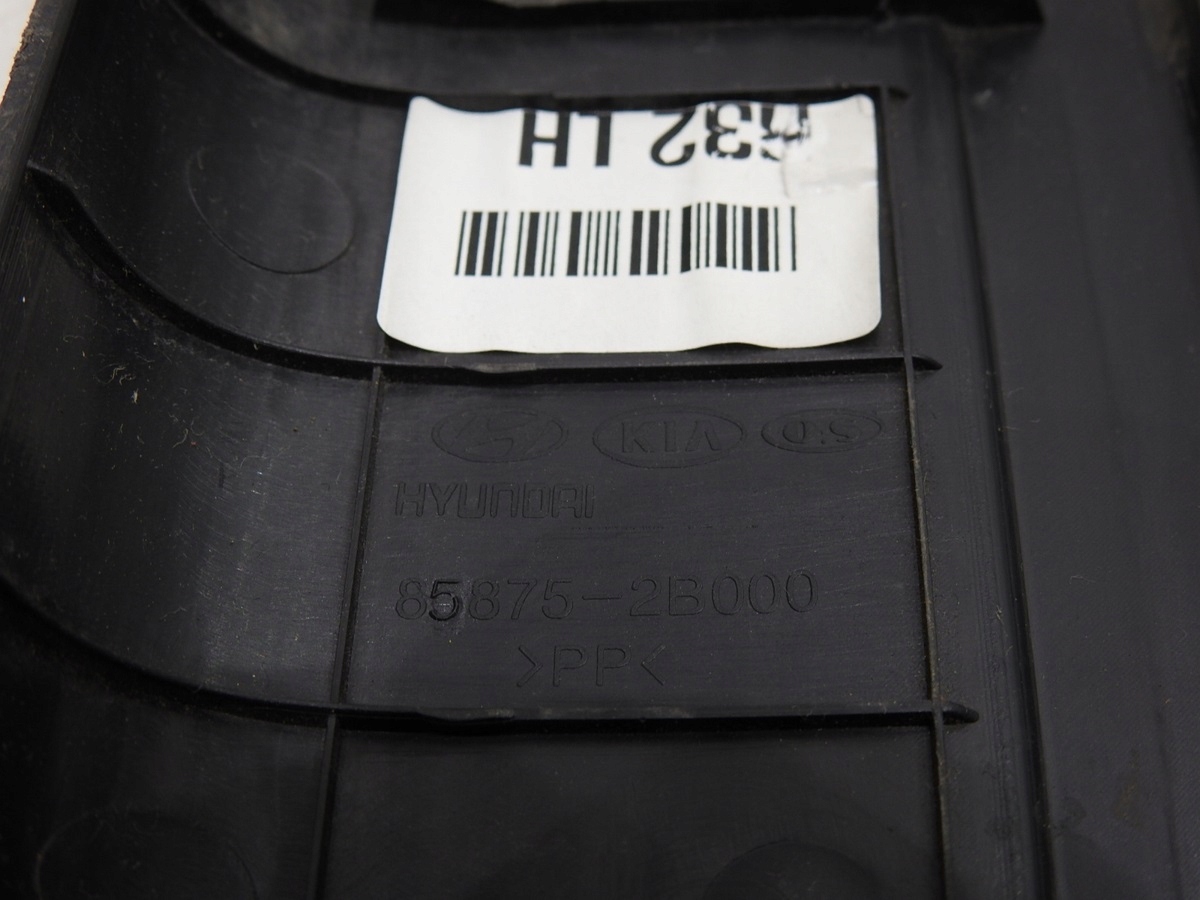 632 LH
KIA O:S
HYUNDAI
85875-2B000
>PP<